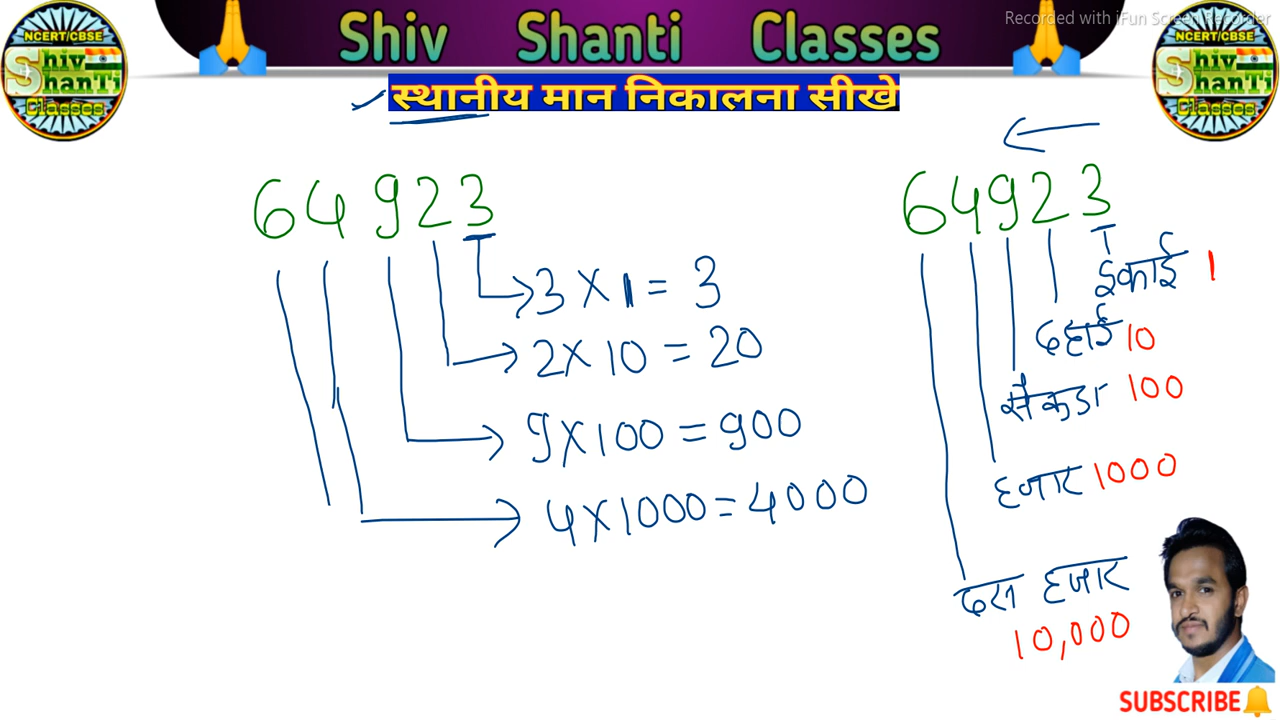 Recorded with iFun Screen Recorder
Shiv Shanti Classes
NCERT/CBSE
Shiv
ShanTi
Classes
NCERT/CBSE
Shiv
ShanTi
Classes
स्थानीय मान निकालना सीखे
64923
3 X 1 = 3
2 X 10 = 20
9 X 100 = 900
4 X 1000 = 4000
64923
इकाई 1
दहाई 10
सैकडा 100
हजार 1000
दस हजार
10,000
SUBSCRIBE